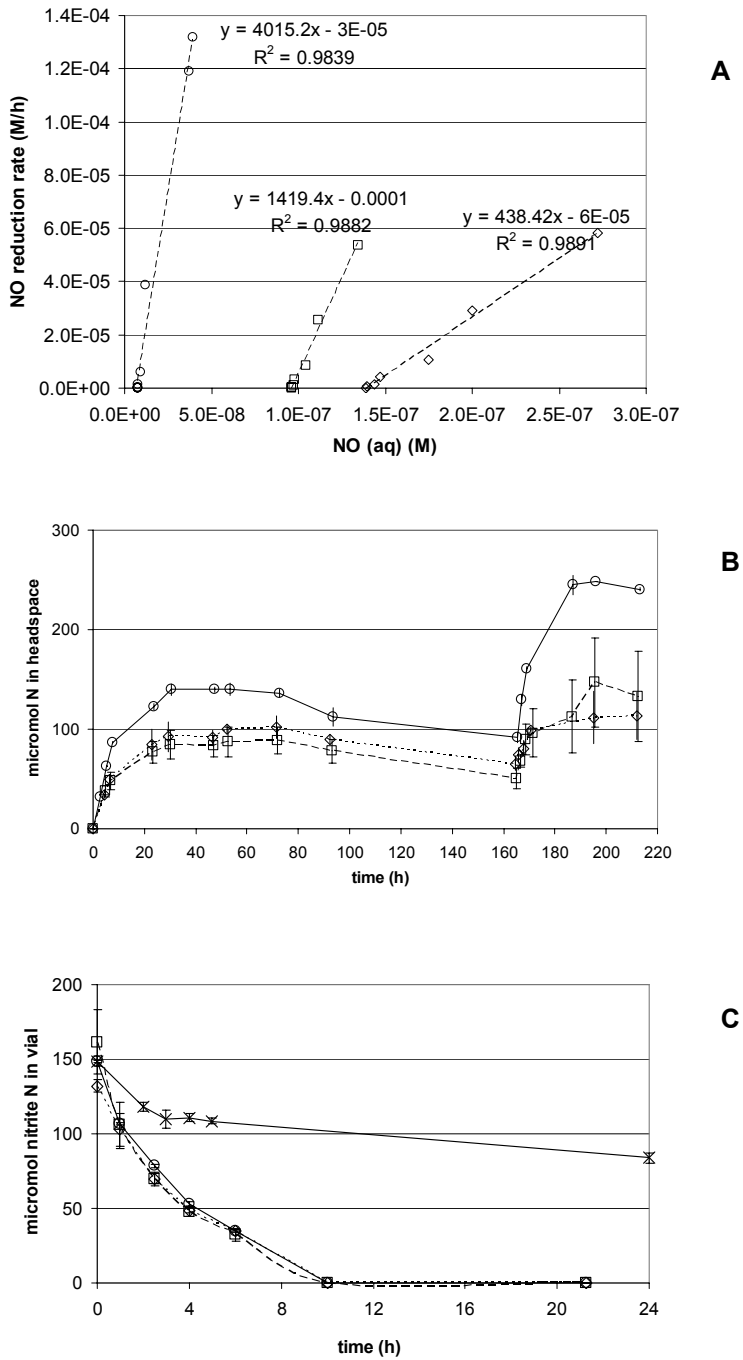 A
NO reduction rate (M/h)
1.4E-04
1.2E-04
1.0E-04
8.0E-05
6.0E-05
4.0E-05
2.0E-05
0.0E+00
y = 4015.2x - 3E-05
R² = 0.9839
y = 1419.4x - 0.0001
R² = 0.9882
y = 438.42x - 6E-05
R² = 0.9891
0.0E+00 5.0E-08 1.0E-07 1.5E-07 2.0E-07 2.5E-07 3.0E-07
NO (aq) (M)
B
micromol N in headspace
300
200
100
0
0 20 40 60 80 100 120 140 160 180 200 220
time (h)
C
micromol nitrite N in vial
200
150
100
50
0
0 4 8 12 16 20 24
time (h)